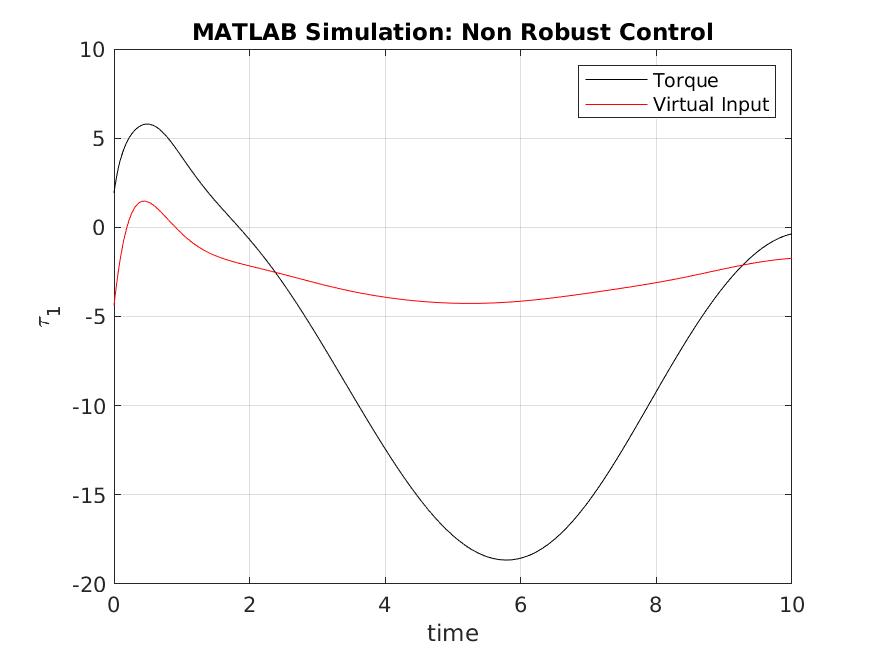 MATLAB Simulation: Non Robust Control
Torque
Virtual Input
10
5
0
-5
-10
-15
-20
τ1
0 2 4 6 8 10
time